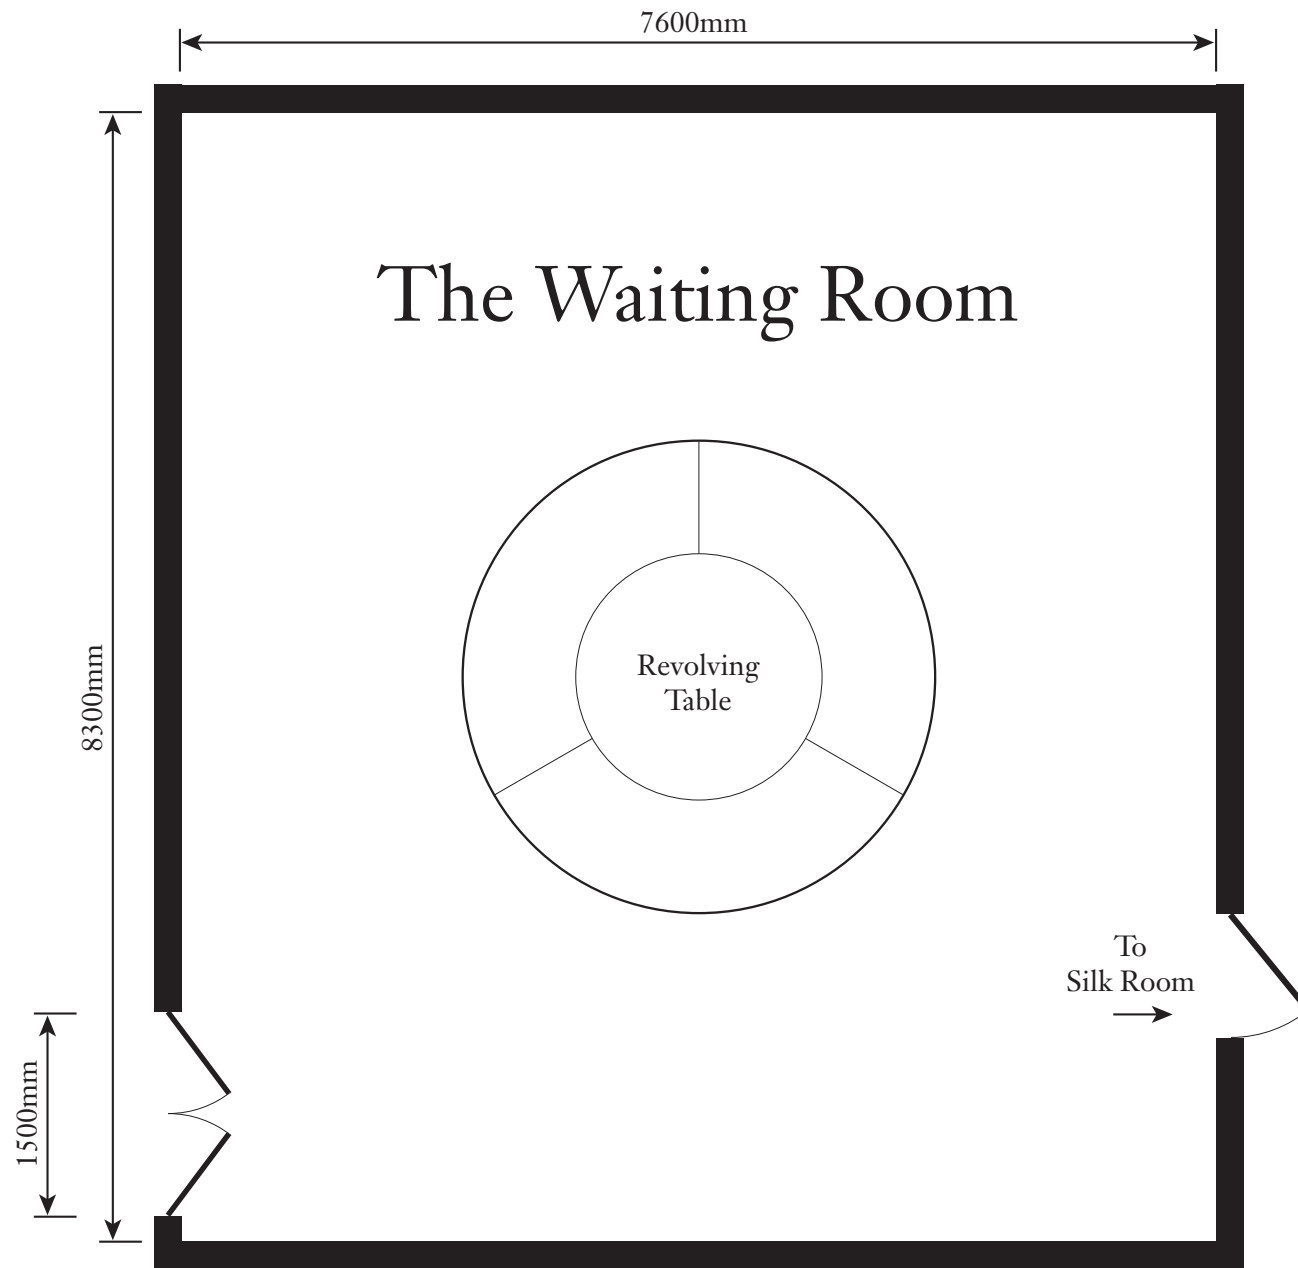 7600mm
The Waiting Room
8300mm
Revolving
Table
To
Silk Room
1500mm